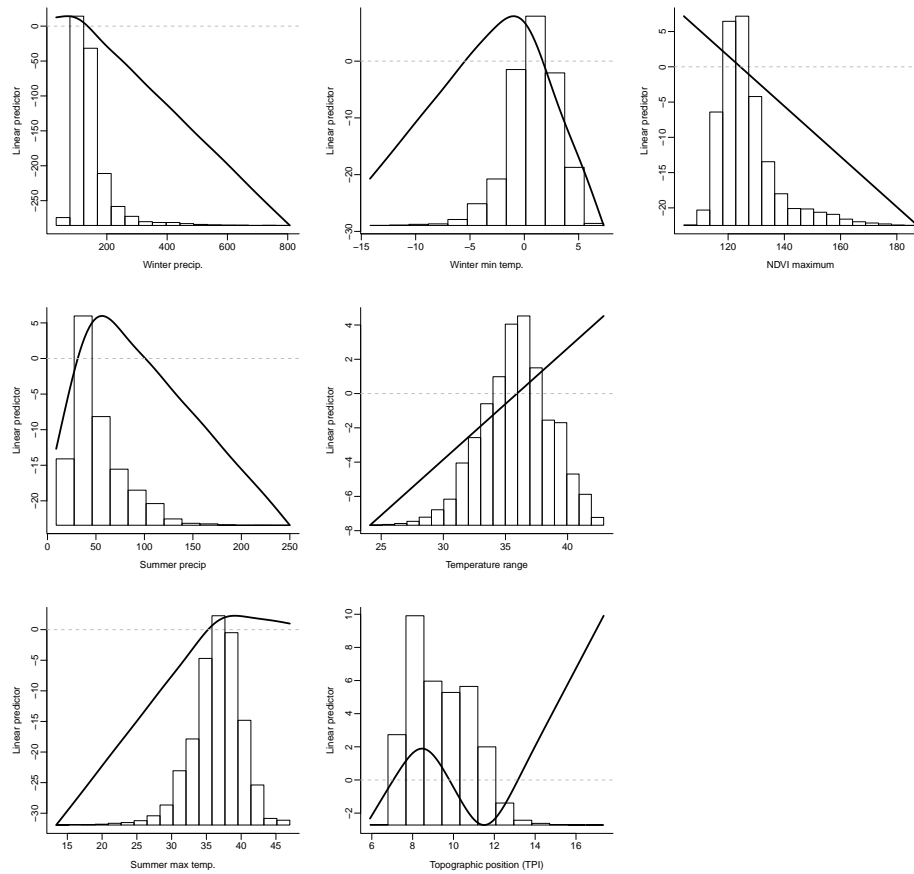 Linear predictor
0
−50
−100
−150
−200
−250
200 400 600 800
Winter precip.
Linear predictor
0
−10
−20
−30
−15 −10 −5 0 5
Winter min temp.
Linear predictor
5
0
−5
−10
−15
−20
120 140 160 180
NDVI maximum
Linear predictor
5
0
−5
−10
−15
−20
0 50 100 150 200 250
Summer precip
Linear predictor
4
2
0
−2
−4
−6
−8
25 30 35 40
Temperature range
Linear predictor
0
−5
−10
−15
−20
−25
−30
15 20 25 30 35 40 45
Summer max temp.
Linear predictor
10
8
6
4
2
0
−2
6 8 10 12 14 16
Topographic position (TPI)